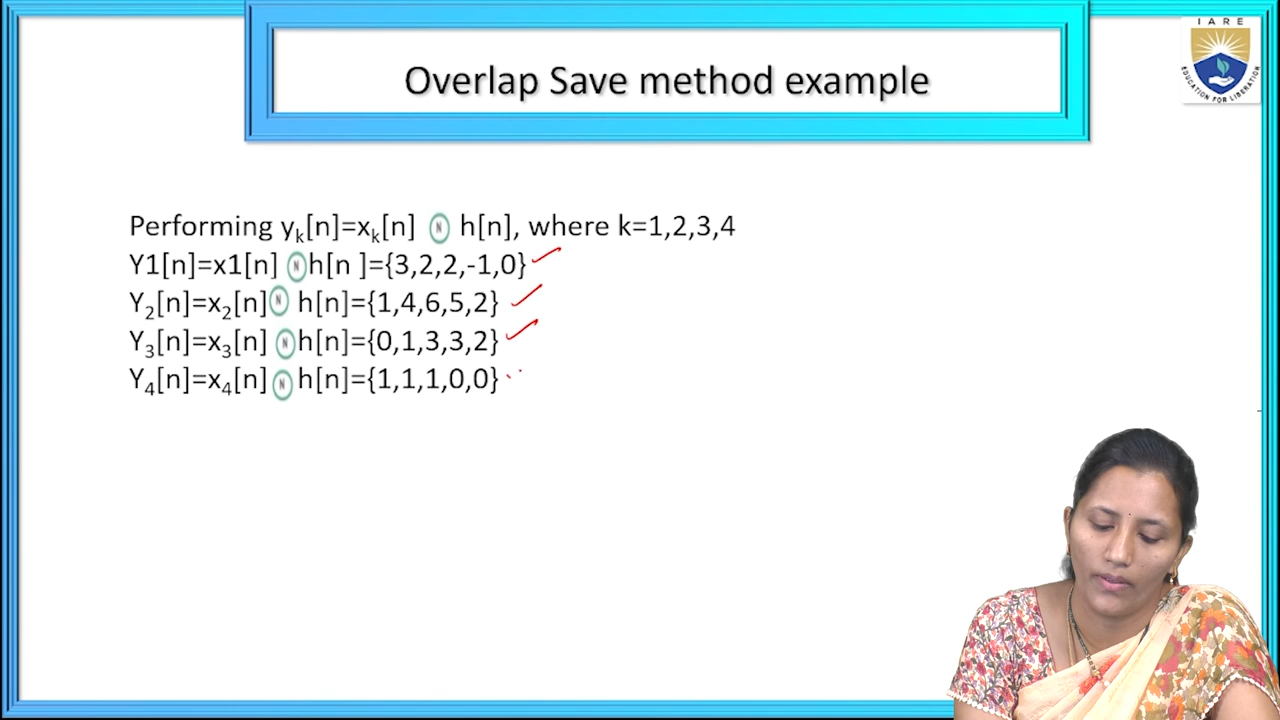 IARE
EDUCATION FOR LIBERATION
Overlap Save method example
Performing yₖ[n]=xₖ[n] Ⓝ h[n], where k=1,2,3,4
Y1[n]=x1[n] Ⓝh[n ]={3,2,2,-1,0}
Y₂[n]=x₂[n]Ⓝ h[n]={1,4,6,5,2}
Y₃[n]=x₃[n] Ⓝh[n]={0,1,3,3,2}
Y₄[n]=x₄[n]Ⓝ h[n]={1,1,1,0,0}